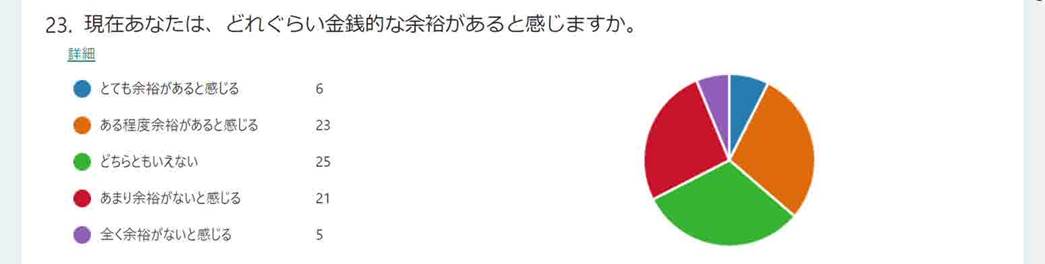 23. 現在あなたは、どれぐらい金銭的な余裕があると感じますか。
詳細
とても余裕があると感じる 6
ある程度余裕があると感じる 23
どちらともいえない 25
あまり余裕がないと感じる 21
全く余裕がないと感じる 5